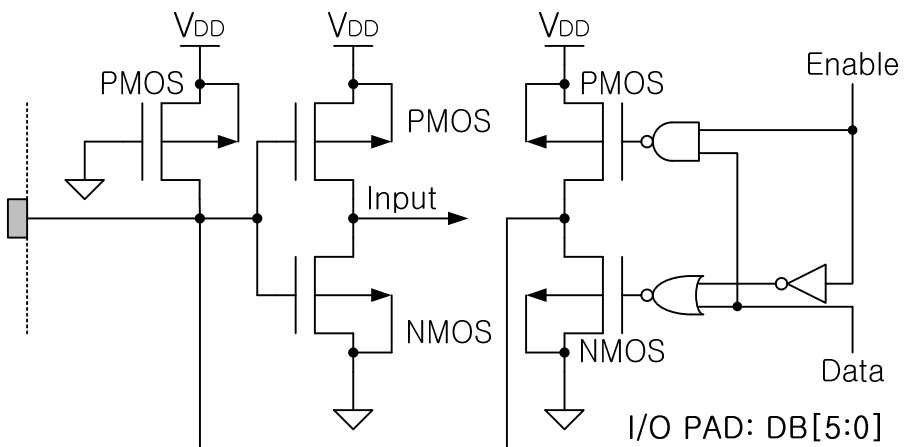 VDD
VDD
VDD
Enable
PMOS
PMOS
PMOS
Input
NMOS
NMOS
Data
I/O PAD: DB[5:0]